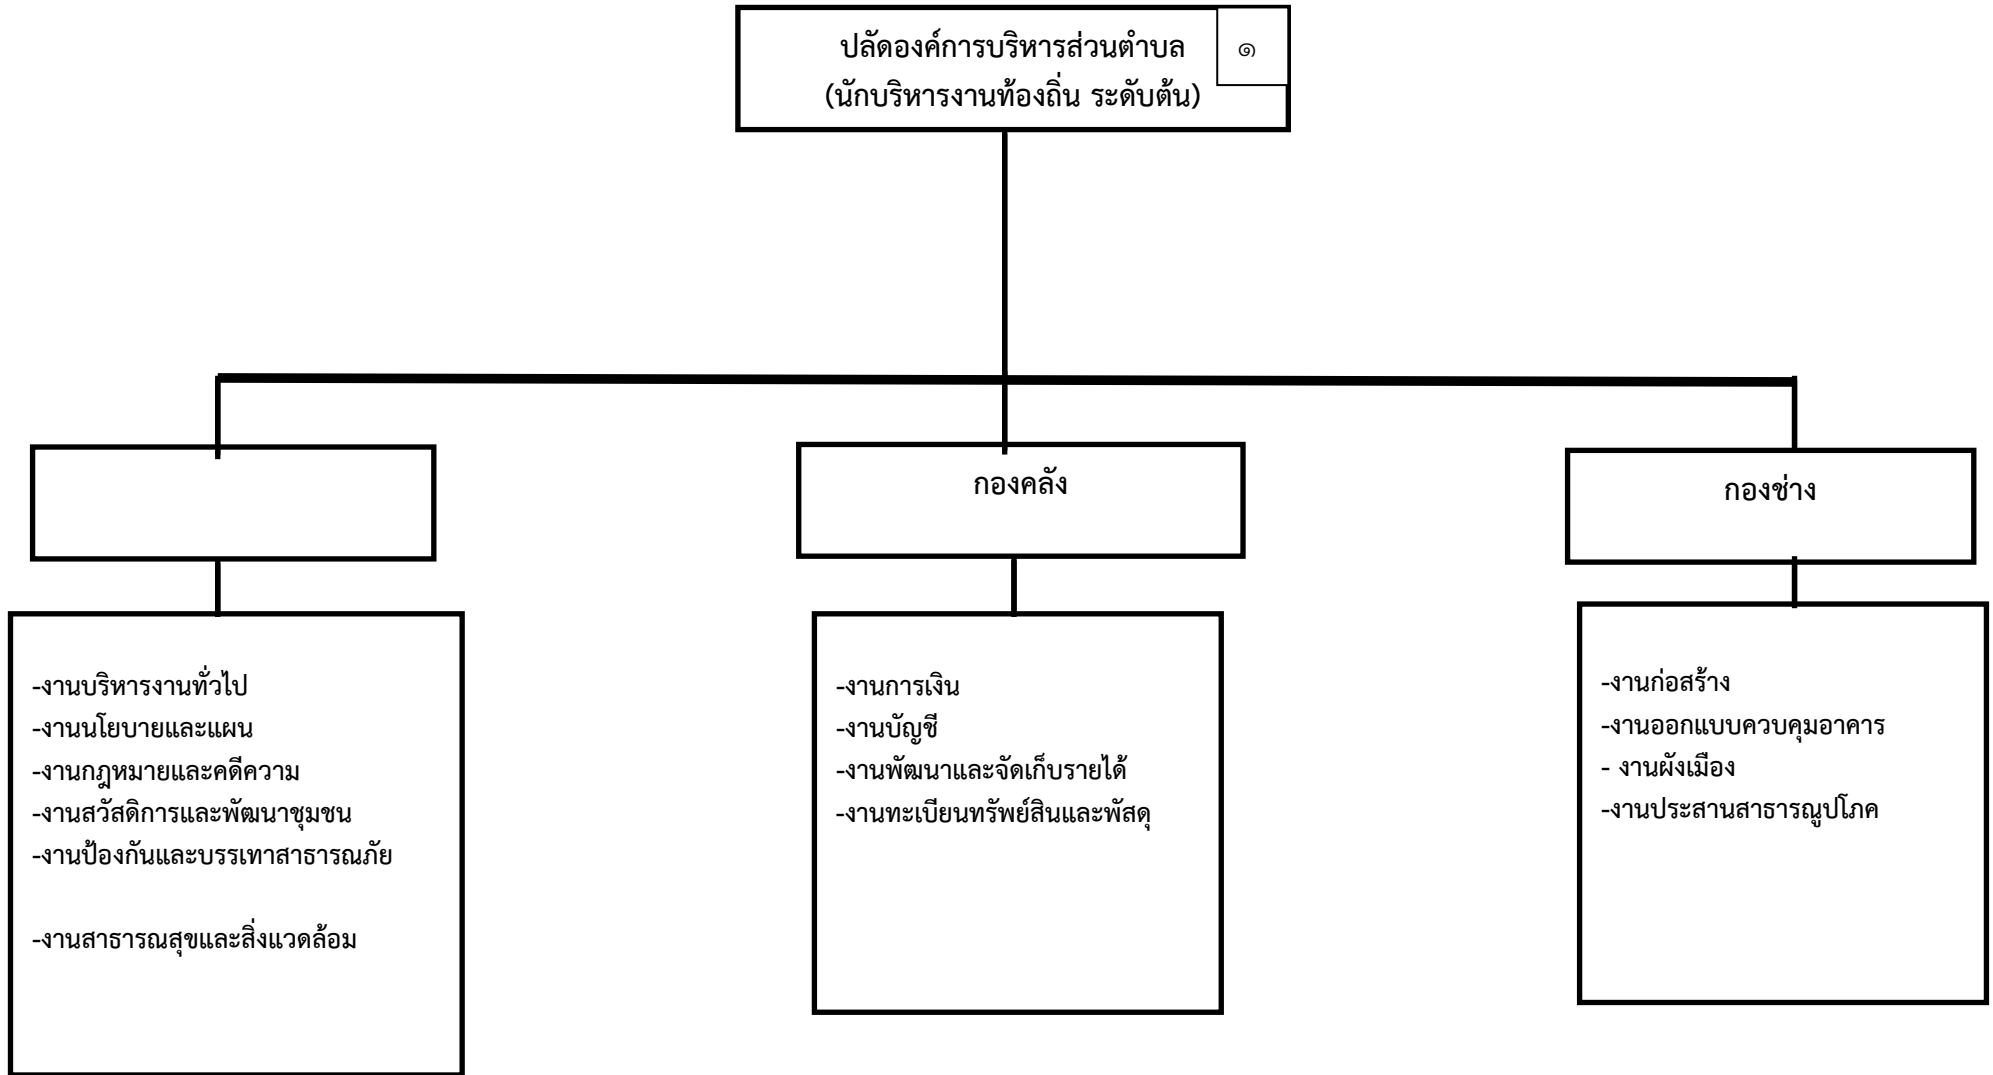 ปลัดองค์การบริหารส่วนตำบล
(นักบริหารงานท้องถิ่น ระดับต้น)
๑
กองคลัง
กองช่าง
-งานบริหารงานทั่วไป
-งานนโยบายและแผน
-งานกฎหมายและคดีความ
-งานสวัสดิการและพัฒนาชุมชน
-งานป้องกันและบรรเทาสาธารณภัย
-งานสาธารณสุขและสิ่งแวดล้อม
-งานการเงิน
-งานบัญชี
-งานพัฒนาและจัดเก็บรายได้
-งานทะเบียนทรัพย์สินและพัสดุ
-งานก่อสร้าง
-งานออกแบบควบคุมอาคาร
- งานผังเมือง
-งานประสานสาธารณูปโภค